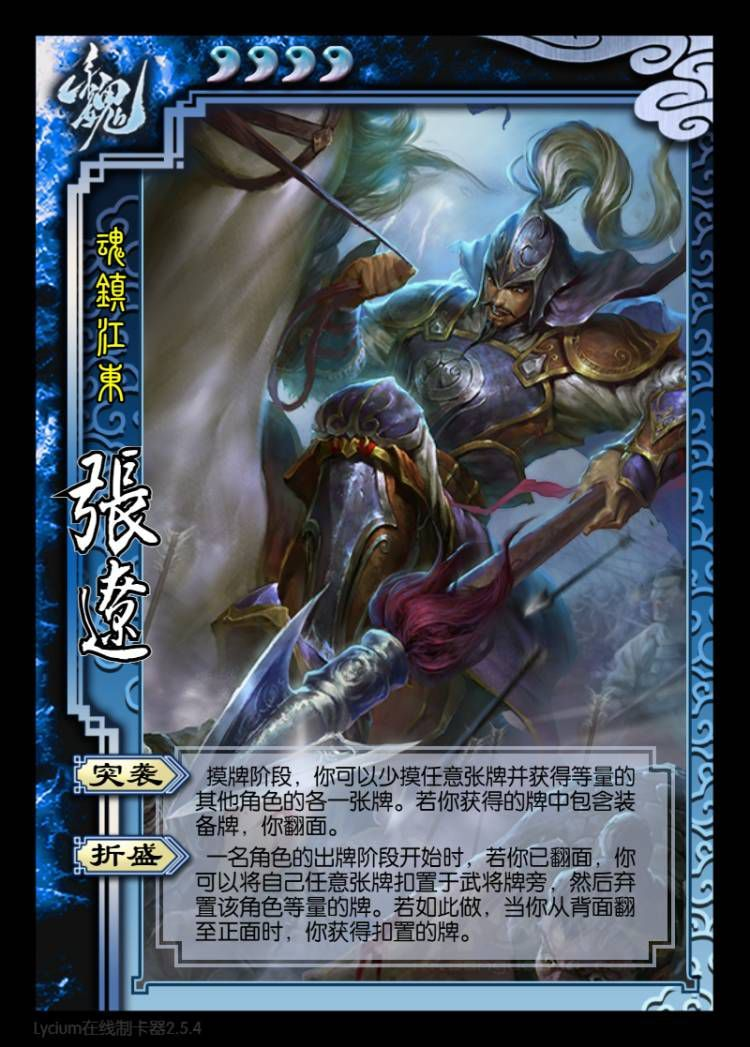 魏
魂鎮江東
張遼
突袭
摸牌阶段，你可以少摸任意张牌并获得等量的
其他角色的各一张牌。若你获得的牌中包含装
备牌，你翻面。
折盛
一名角色的出牌阶段开始时，若你已翻面，你
可以将自己任意张牌扣置于武将牌旁，然后弃
置该角色等量的牌。若如此做，当你从背面翻
至正面时，你获得扣置的牌。
Lycium在线制卡器2.5.4